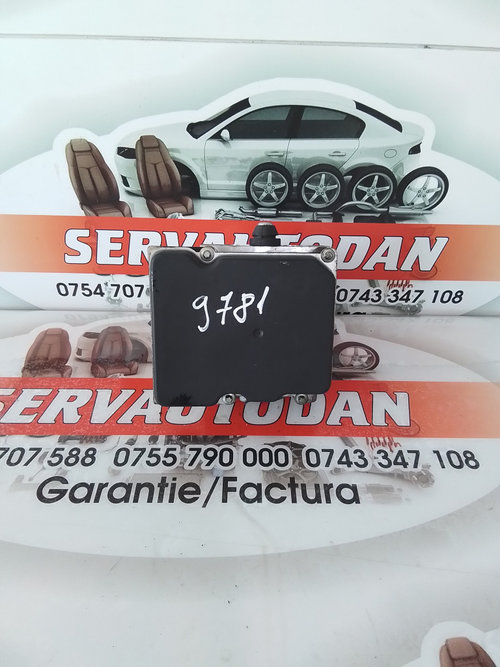 SERVAUTODAN
0754 707
0743 347 108
9781
SERVAUTODAN
707 588 0755 790 000 0743 347 108
Garantie/Factura